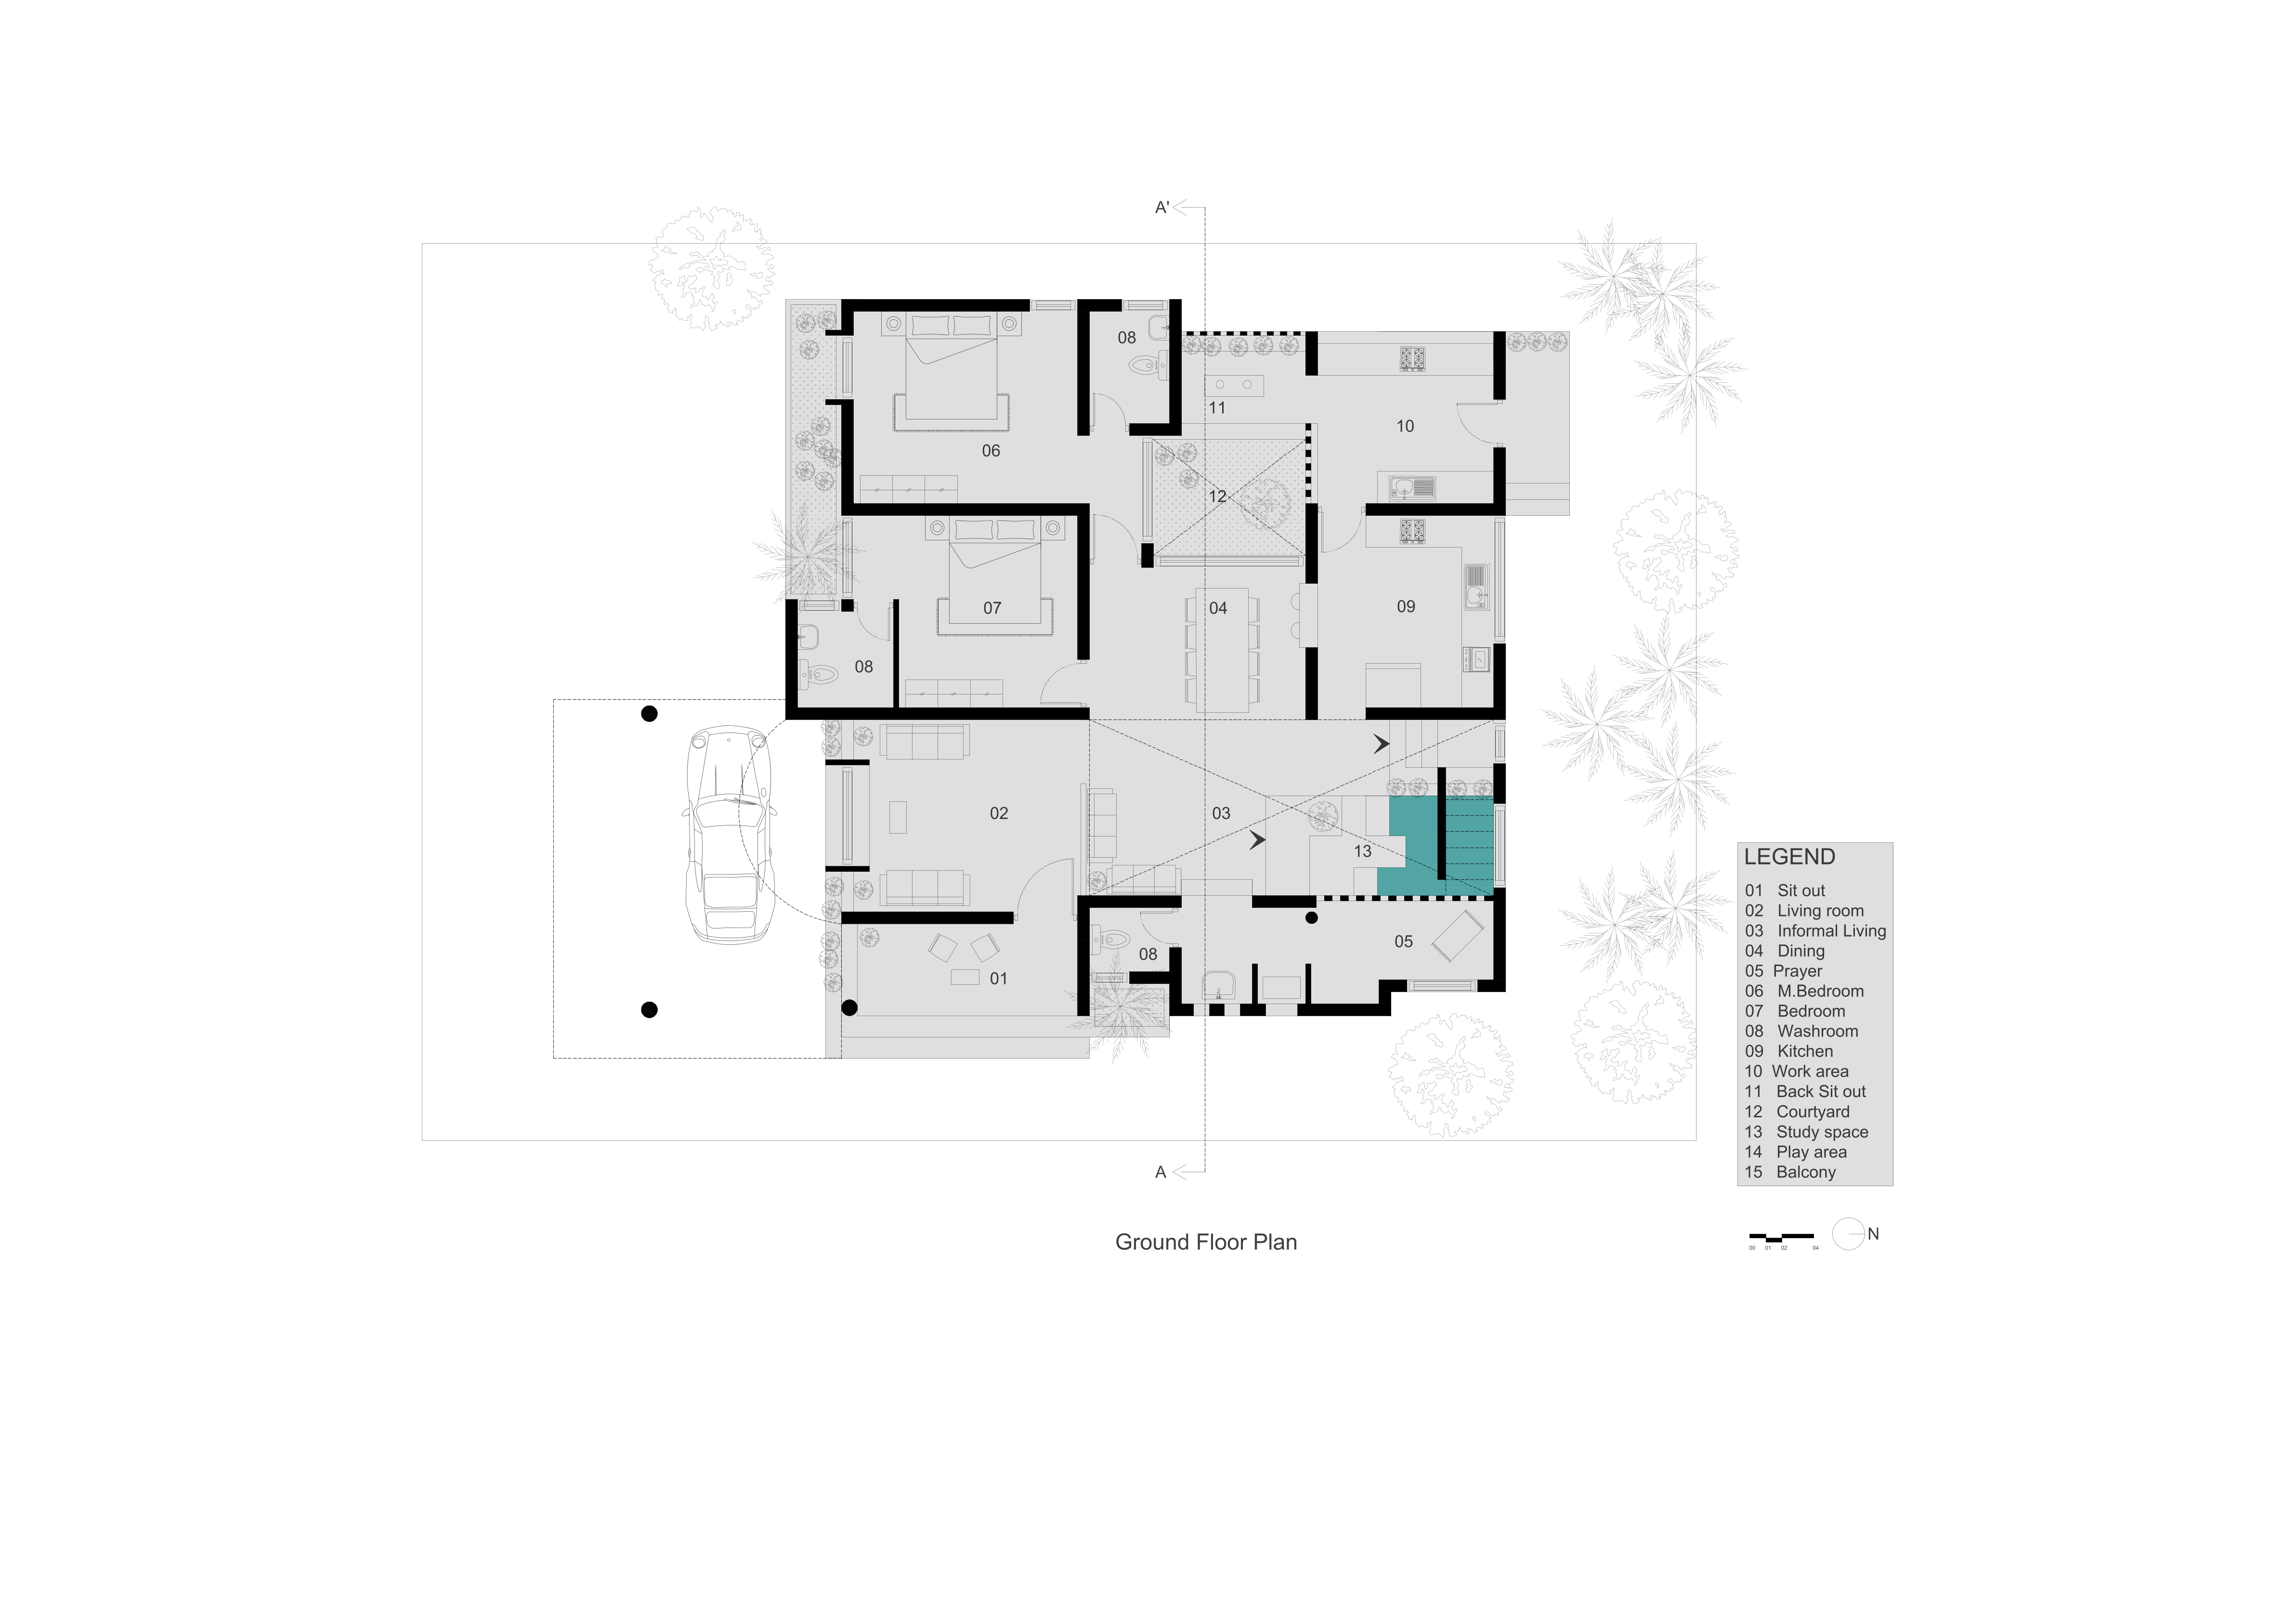 A'
08
11
10
06
12
07
04
09
08
02
03
13
05
08
01
LEGEND
01 Sit out
02 Living room
03 Informal Living
04 Dining
05 Prayer
06 M.Bedroom
07 Bedroom
08 Washroom
09 Kitchen
10 Work area
11 Back Sit out
12 Courtyard
13 Study space
14 Play area
15 Balcony
A
Ground Floor Plan
N
00 01 02 04